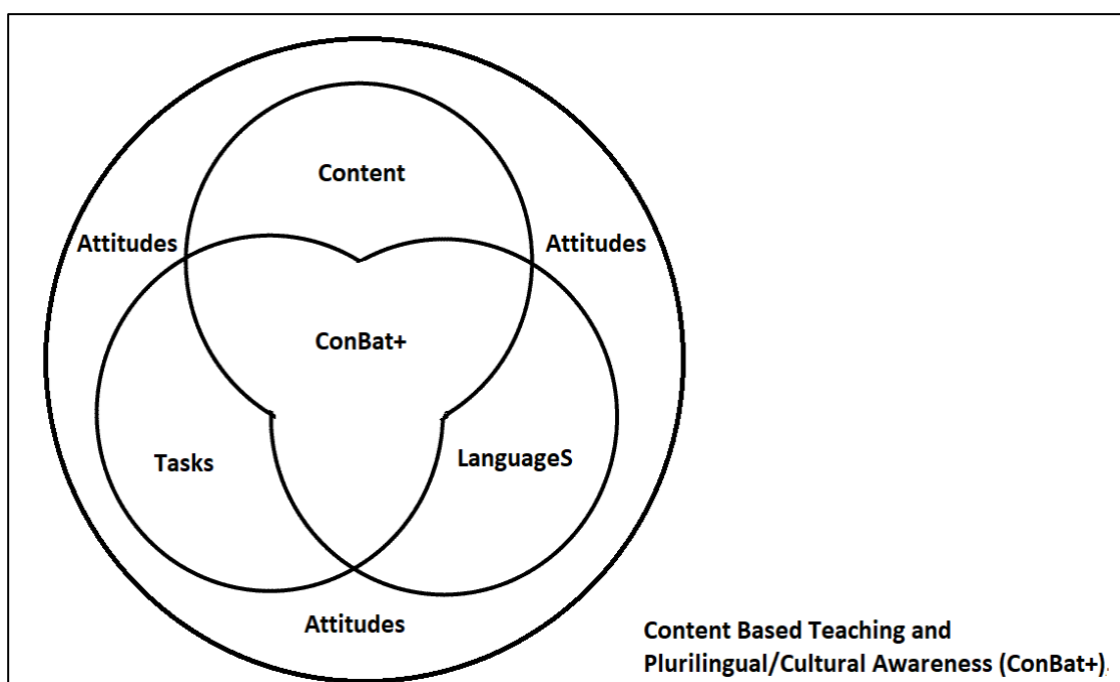 Content
Attitudes
Attitudes
ConBat+
Tasks
LanguageS
Attitudes
Content Based Teaching and
Plurilingual/Cultural Awareness (ConBat+).